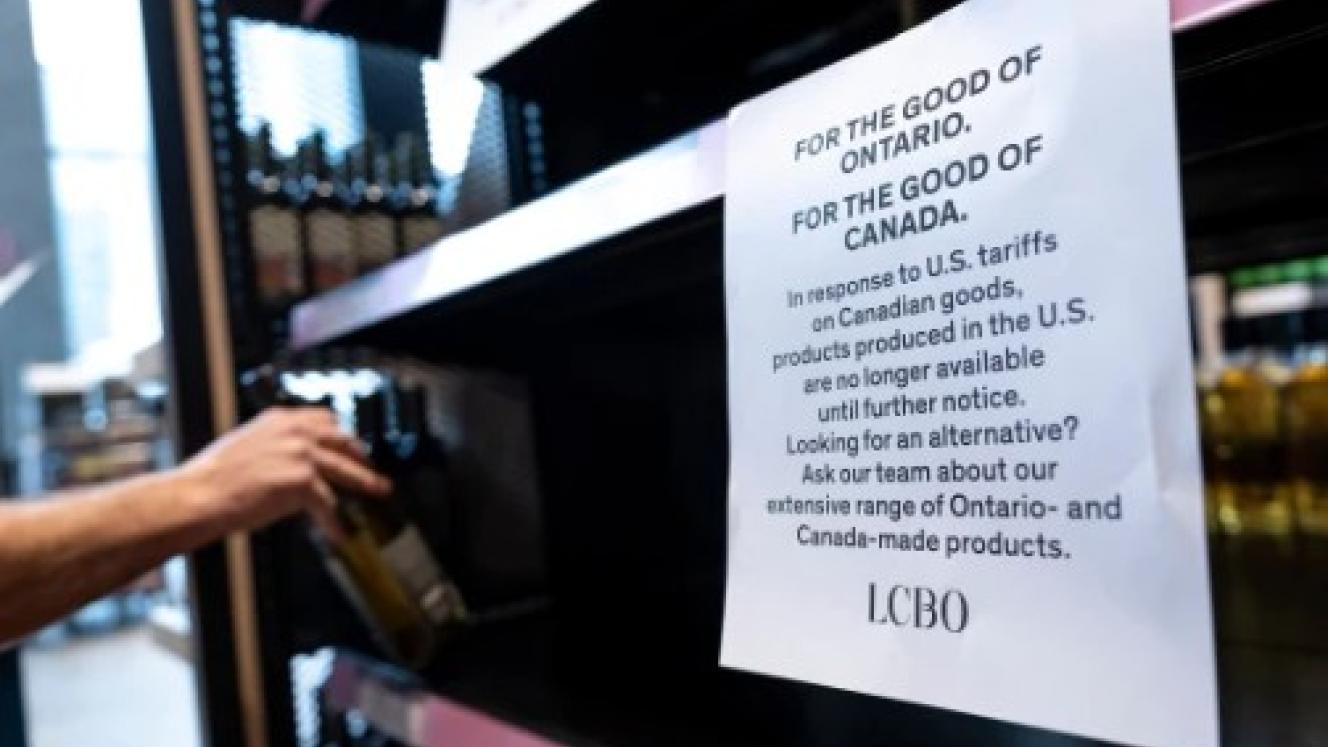 FOR THE GOOD OF
ONTARIO.
FOR THE GOOD OF
CANADA.
In response to U.S. tariffs
on Canadian goods,
products produced in the U.S.
are no longer available
until further notice.
Looking for an alternative?
Ask our team about our
extensive range of Ontario- and
Canada-made products.
LCBO